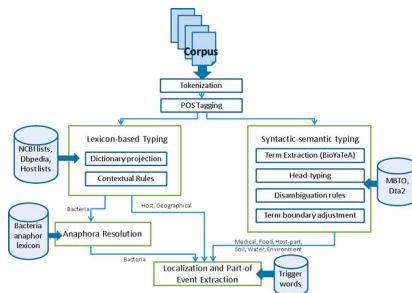 Corpus
Tokenization
POS Tagging
Lexicon-based Typing
Dictionary projection
Contextual Rules
NCBI lists,
Dbpedia,
Host lists
Syntactic-semantic typing
Term Extraction (BioYaTeA)
Head-typing
Disambiguation rules
Term boundary adjustment
MBTO,
Dta2
Bacteria
Host, Geographical
Bacteria
anaphor
lexicon
Anaphora Resolution
Bacteria
Medical, Food, Host-part,
Soil, Water, Environment
Localization and Part-of
Event Extraction
Trigger
words